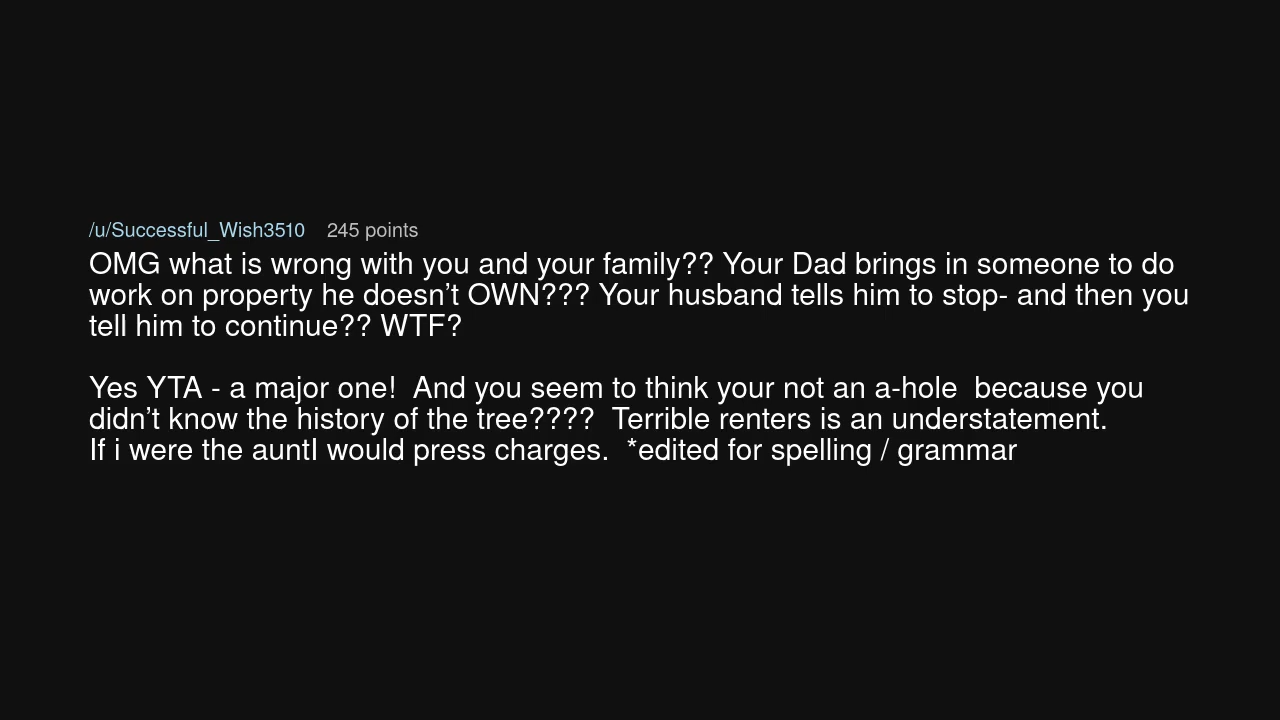 /u/Successful_Wish3510 245 points
OMG what is wrong with you and your family?? Your Dad brings in someone to do
work on property he doesn’t OWN??? Your husband tells him to stop- and then you
tell him to continue?? WTF?
Yes YTA - a major one!  And you seem to think your not an a-hole  because you
didn’t know the history of the tree????  Terrible renters is an understatement.
If i were the auntI would press charges.  *edited for spelling / grammar